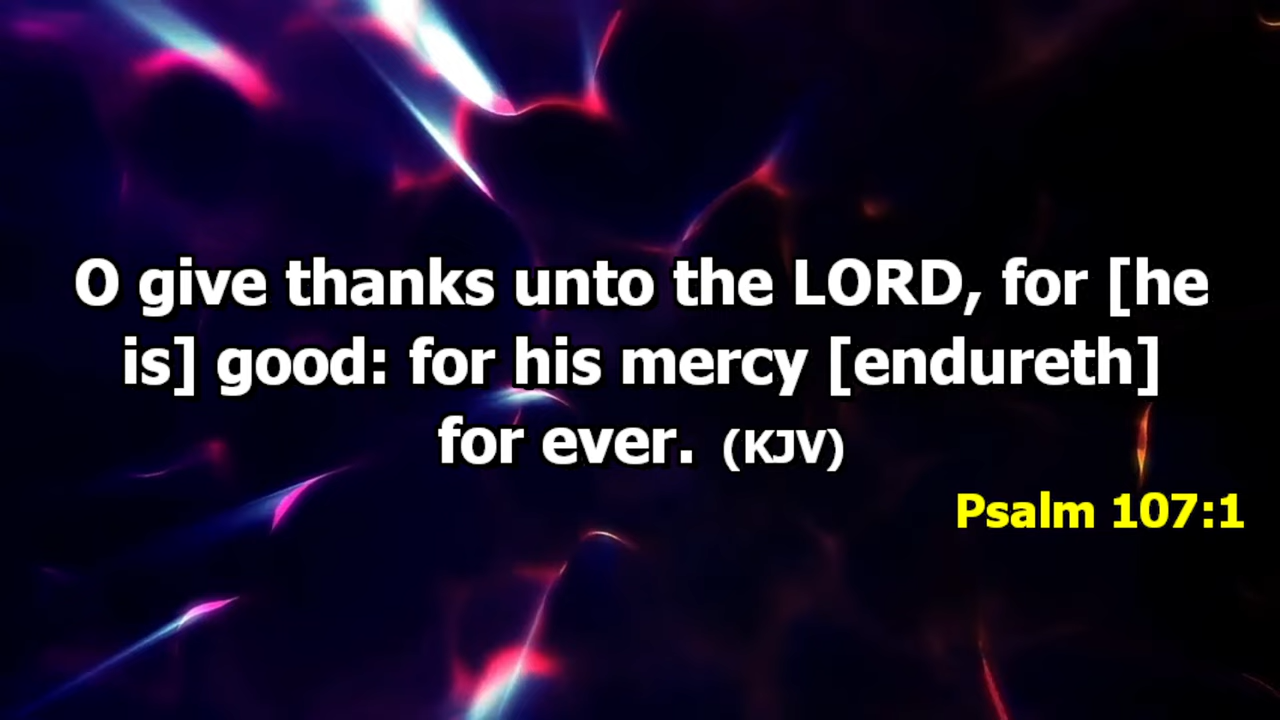 O give thanks unto the LORD, for [he
is] good: for his mercy [endureth]
for ever. (KJV)
Psalm 107:1